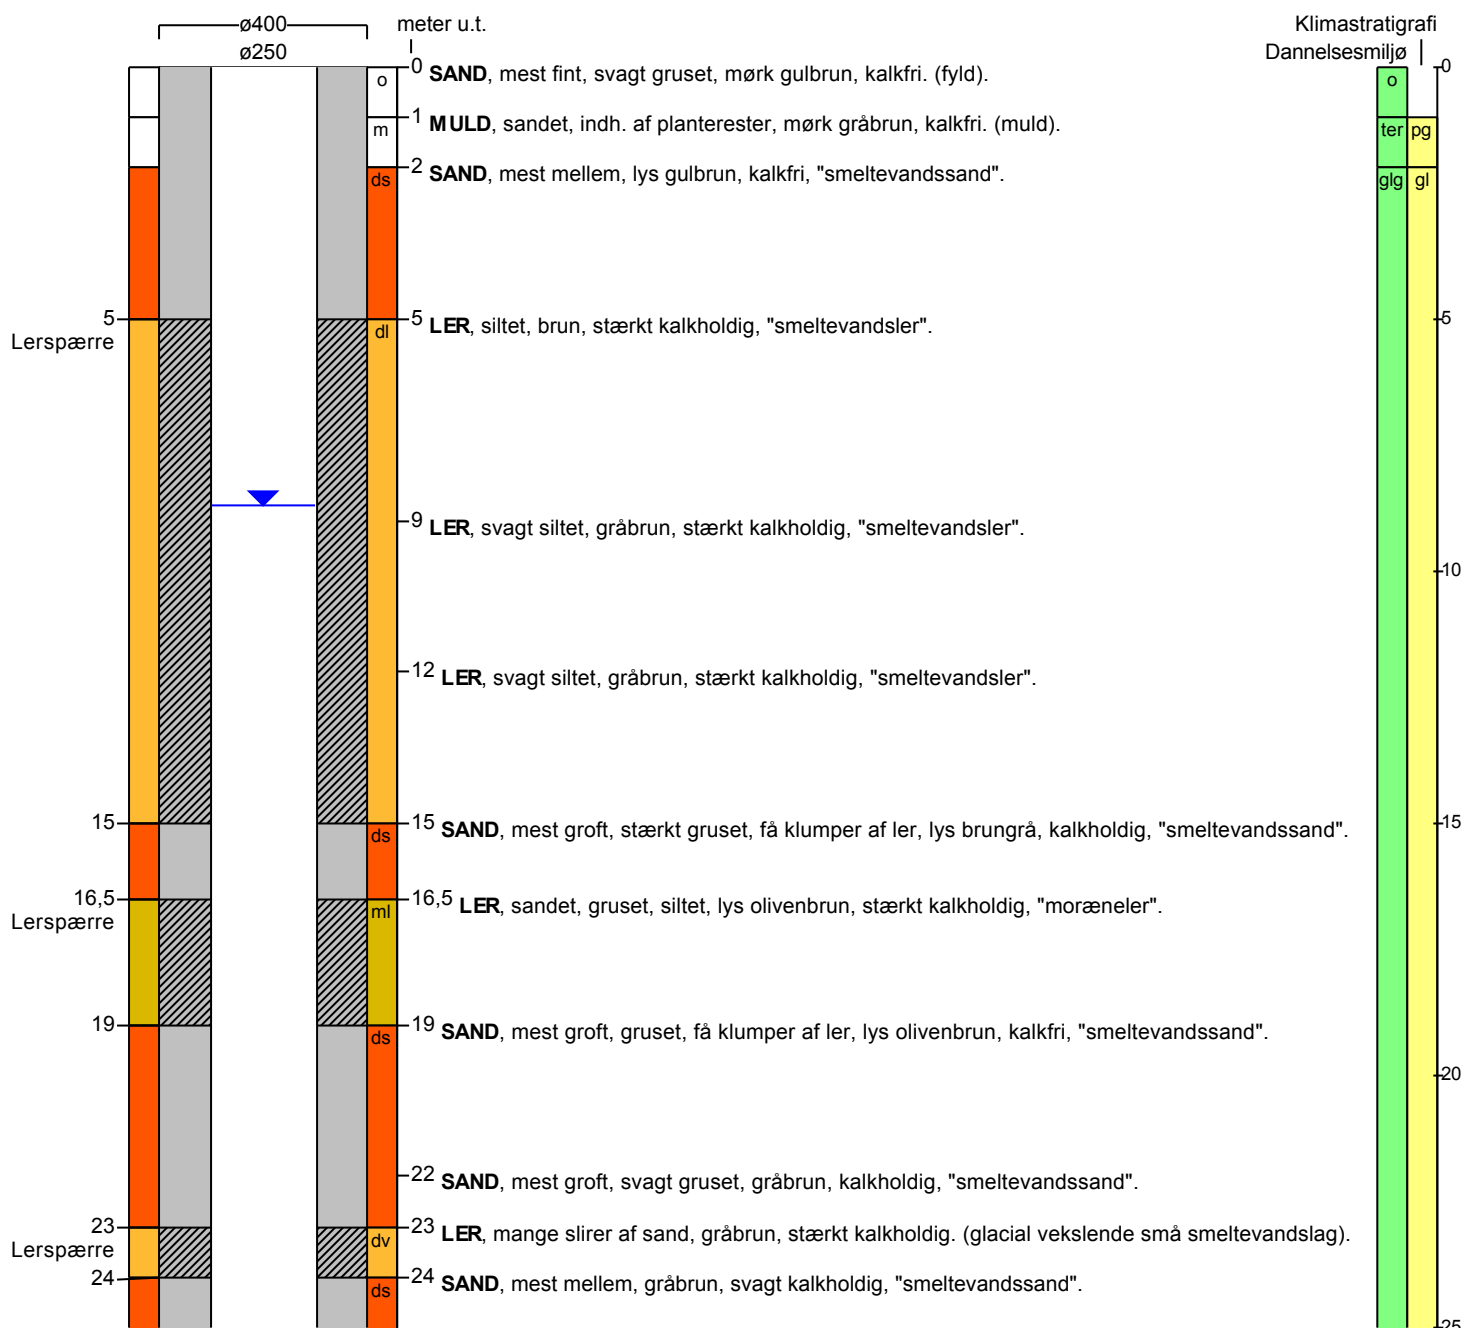 ø400 meter u.t. Klimastratigrafi
ø250 Dannelsesmiljø
0 SAND, mest fint, svagt gruset, mørk gulbrun, kalkfri. (fyld). 0
o o
1 MULD, sandet, indh. af planterester, mørk gråbrun, kalkfri. (muld).
m ter pg
2 SAND, mest mellem, lys gulbrun, kalkfri, "smeltevandssand".
ds glg gl
5 5 LER, siltet, brun, stærkt kalkholdig, "smeltevandsler". 5
Lerspærre dl
9 LER, svagt siltet, gråbrun, stærkt kalkholdig, "smeltevandsler".
10
12 LER, svagt siltet, gråbrun, stærkt kalkholdig, "smeltevandsler".
15 15 SAND, mest groft, stærkt gruset, få klumper af ler, lys brungrå, kalkholdig, "smeltevandssand". 15
ds
16,5 16,5 LER, sandet, gruset, siltet, lys olivenbrun, stærkt kalkholdig, "moræneler".
Lerspærre ml
19 19 SAND, mest groft, gruset, få klumper af ler, lys olivenbrun, kalkfri, "smeltevandssand".
ds
20
22 SAND, mest groft, svagt gruset, gråbrun, kalkholdig, "smeltevandssand".
23 23 LER, mange slirer af sand, gråbrun, stærkt kalkholdig. (glacial vekslende små smeltevandslag).
Lerspærre dv
24 24 SAND, mest mellem, gråbrun, svagt kalkholdig, "smeltevandssand".
ds
25